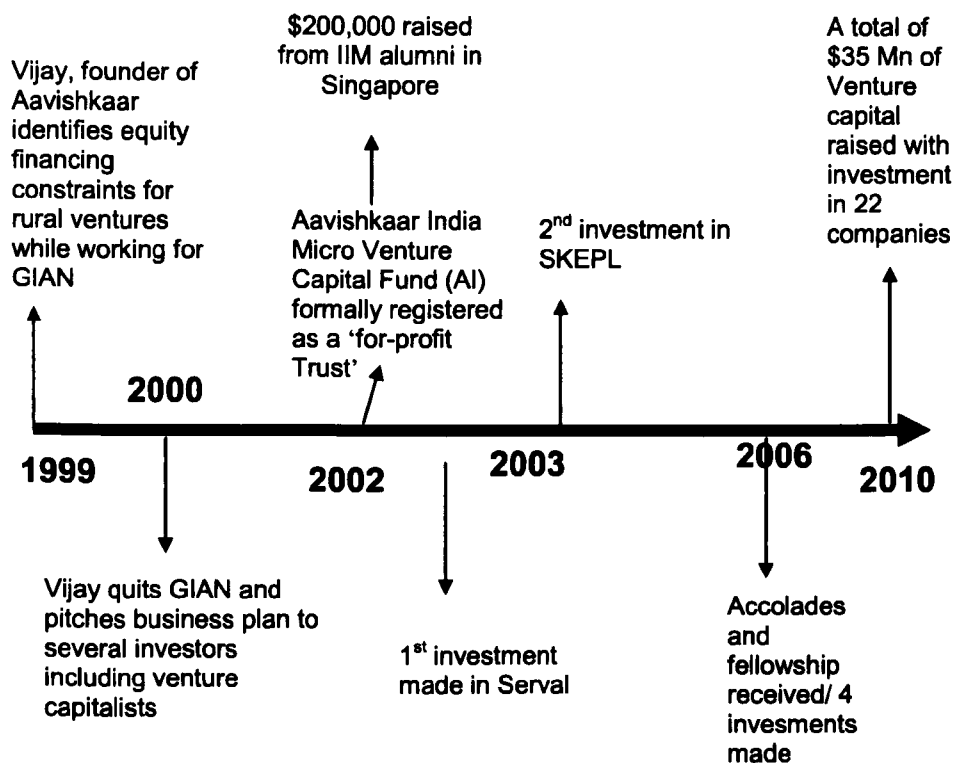 Vijay, founder of
Aavishkaar
identifies equity
financing
constraints for
rural ventures
while working for
GIAN
$200,000 raised
from IIM alumni in
Singapore
Aavishkaar India
Micro Venture
Capital Fund (AI)
formally registered
as a ‘for-profit
Trust’
2nd investment in
SKEPL
A total of
$35 Mn of
Venture
capital
raised with
investment
in 22
companies
2000
1999
2002
2003
2006
2010
Vijay quits GIAN and
pitches business plan to
several investors
including venture
capitalists
1st investment
made in Serval
Accolades
and
fellowship
received/ 4
invesments
made